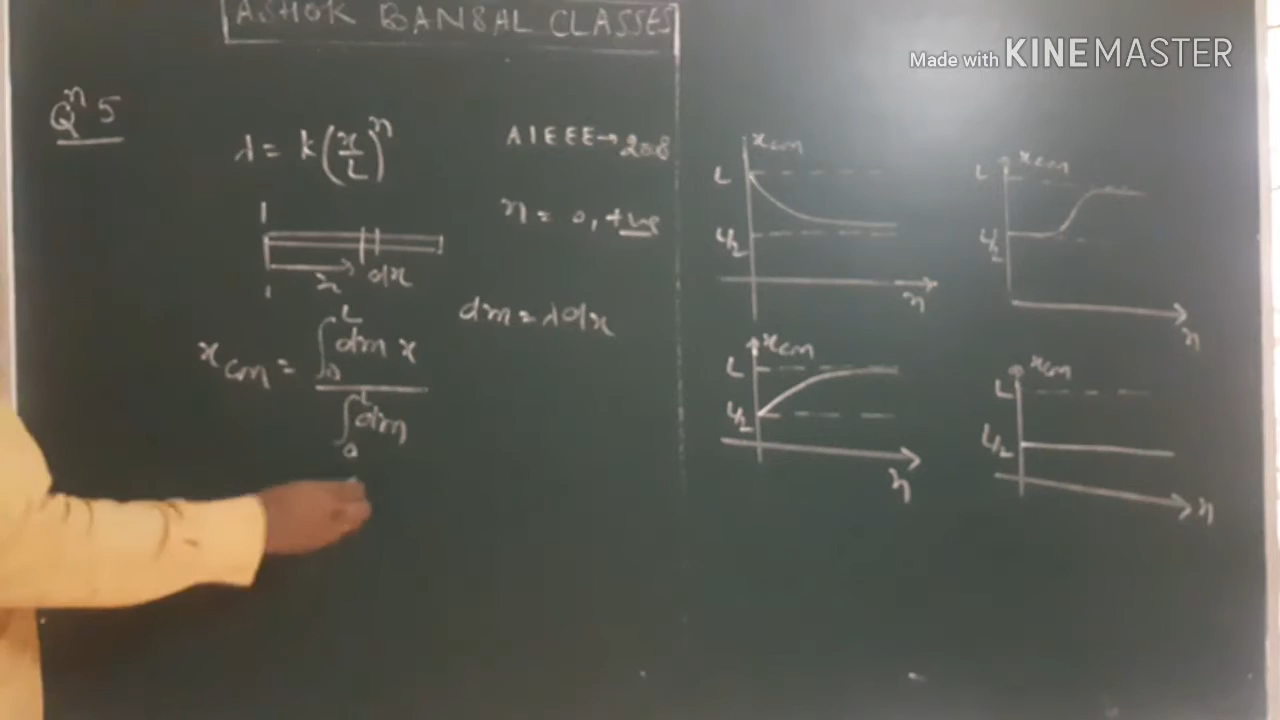 ASHOK BANSAL CLASSES
Made with KINEMASTER
Qⁿ 5
λ = k(x/L)ⁿ
AIEEE → 2008
n = 0, +ve
x
dx
dm = λdx
x_cm = ∫₀ᴸ dm x / ∫₀ᴸ dm
x_cm
L
L/2
n
x_cm
L
L/2
n
x_cm
L
L/2
n
x_cm
L
L/2
n